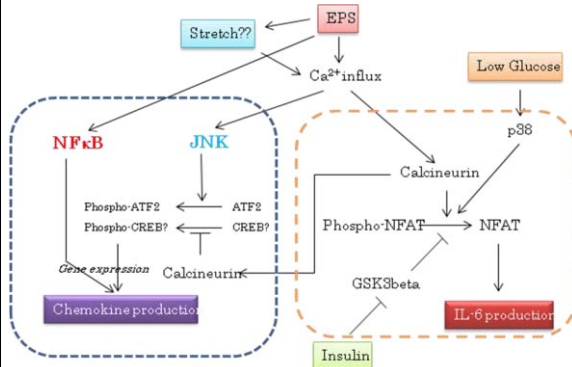 EPS
Stretch??
Ca2+influx
Low Glucose
p38
NFκB
JNK
Calcineurin
Phospho-ATF2 ATF2
Phospho-CREB? CREB?
Phospho-NFAT NFAT
Gene expression
Calcineurin
GSK3beta
Chemokine production
IL-6 production
Insulin